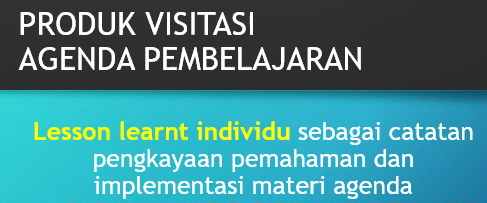 PRODUK VISITASI
AGENDA PEMBELAJARAN
Lesson learnt individu sebagai catatan
pengkayaan pemahaman dan
implementasi materi agenda